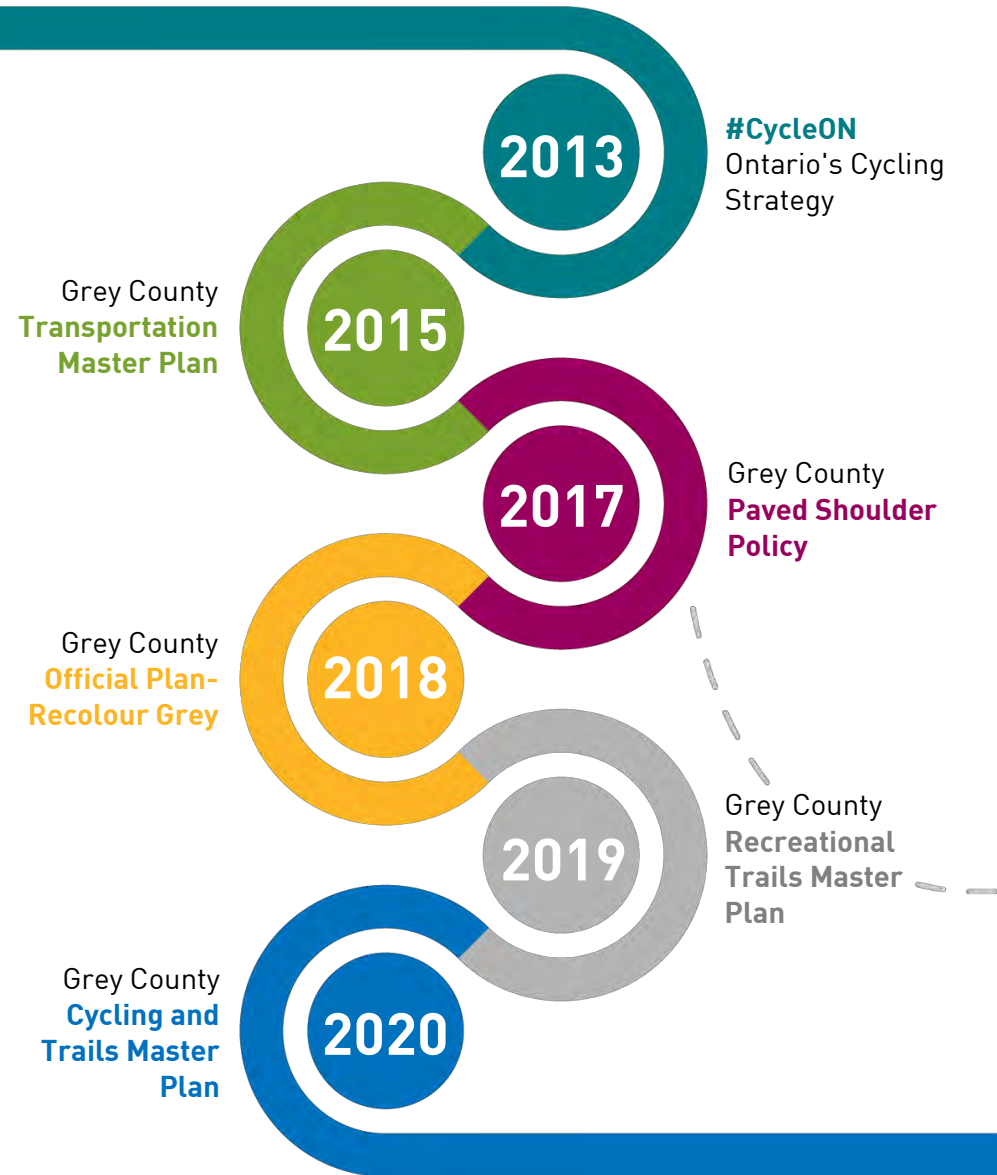 2013
#CycleON
Ontario's Cycling
Strategy
Grey County
Transportation
Master Plan
2015
2017
Grey County
Paved Shoulder
Policy
Grey County
Official Plan-
Recolour Grey
2018
2019
Grey County
Recreational
Trails Master
Plan
Grey County
Cycling and
Trails Master
Plan
2020